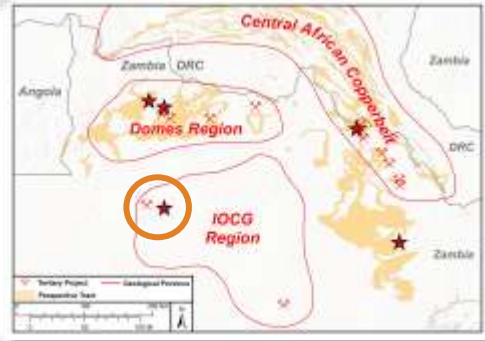 Central African Copperbelt
Zambia
DRC
Zambia
Angola
Domes Region
DRC
IOCG
Region
Zambia
Tertiary Project
Geological Province
Prospective Tract
N